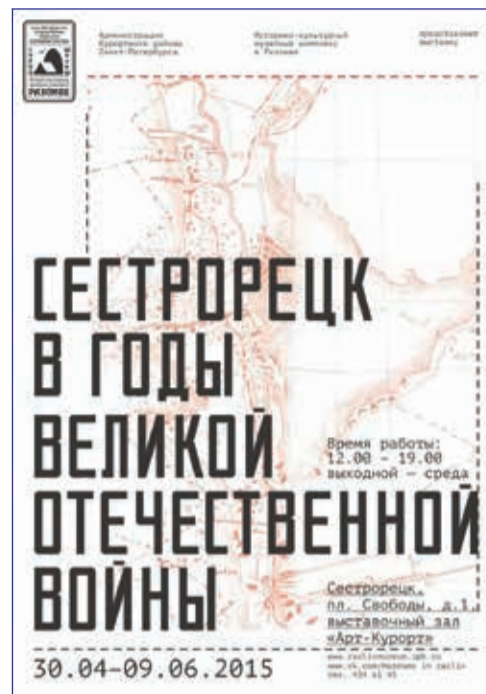 РАЗЛИВ
Администрация
Курортного района
Санкт-Петербурга
Историко-культурный
музейный комплекс
в Разливе
представляет
выставку
СЕСТРОРЕЦК
В ГОДЫ
ВЕЛИКОЙ
ОТЕЧЕСТВЕННОЙ
ВОЙНЫ
Время работы:
12.00 – 19.00
выходной – среда
Сестрорецк,
пл. Свободы, д.1,
выставочный зал
«Арт-Курорт»
30.04–09.06.2015